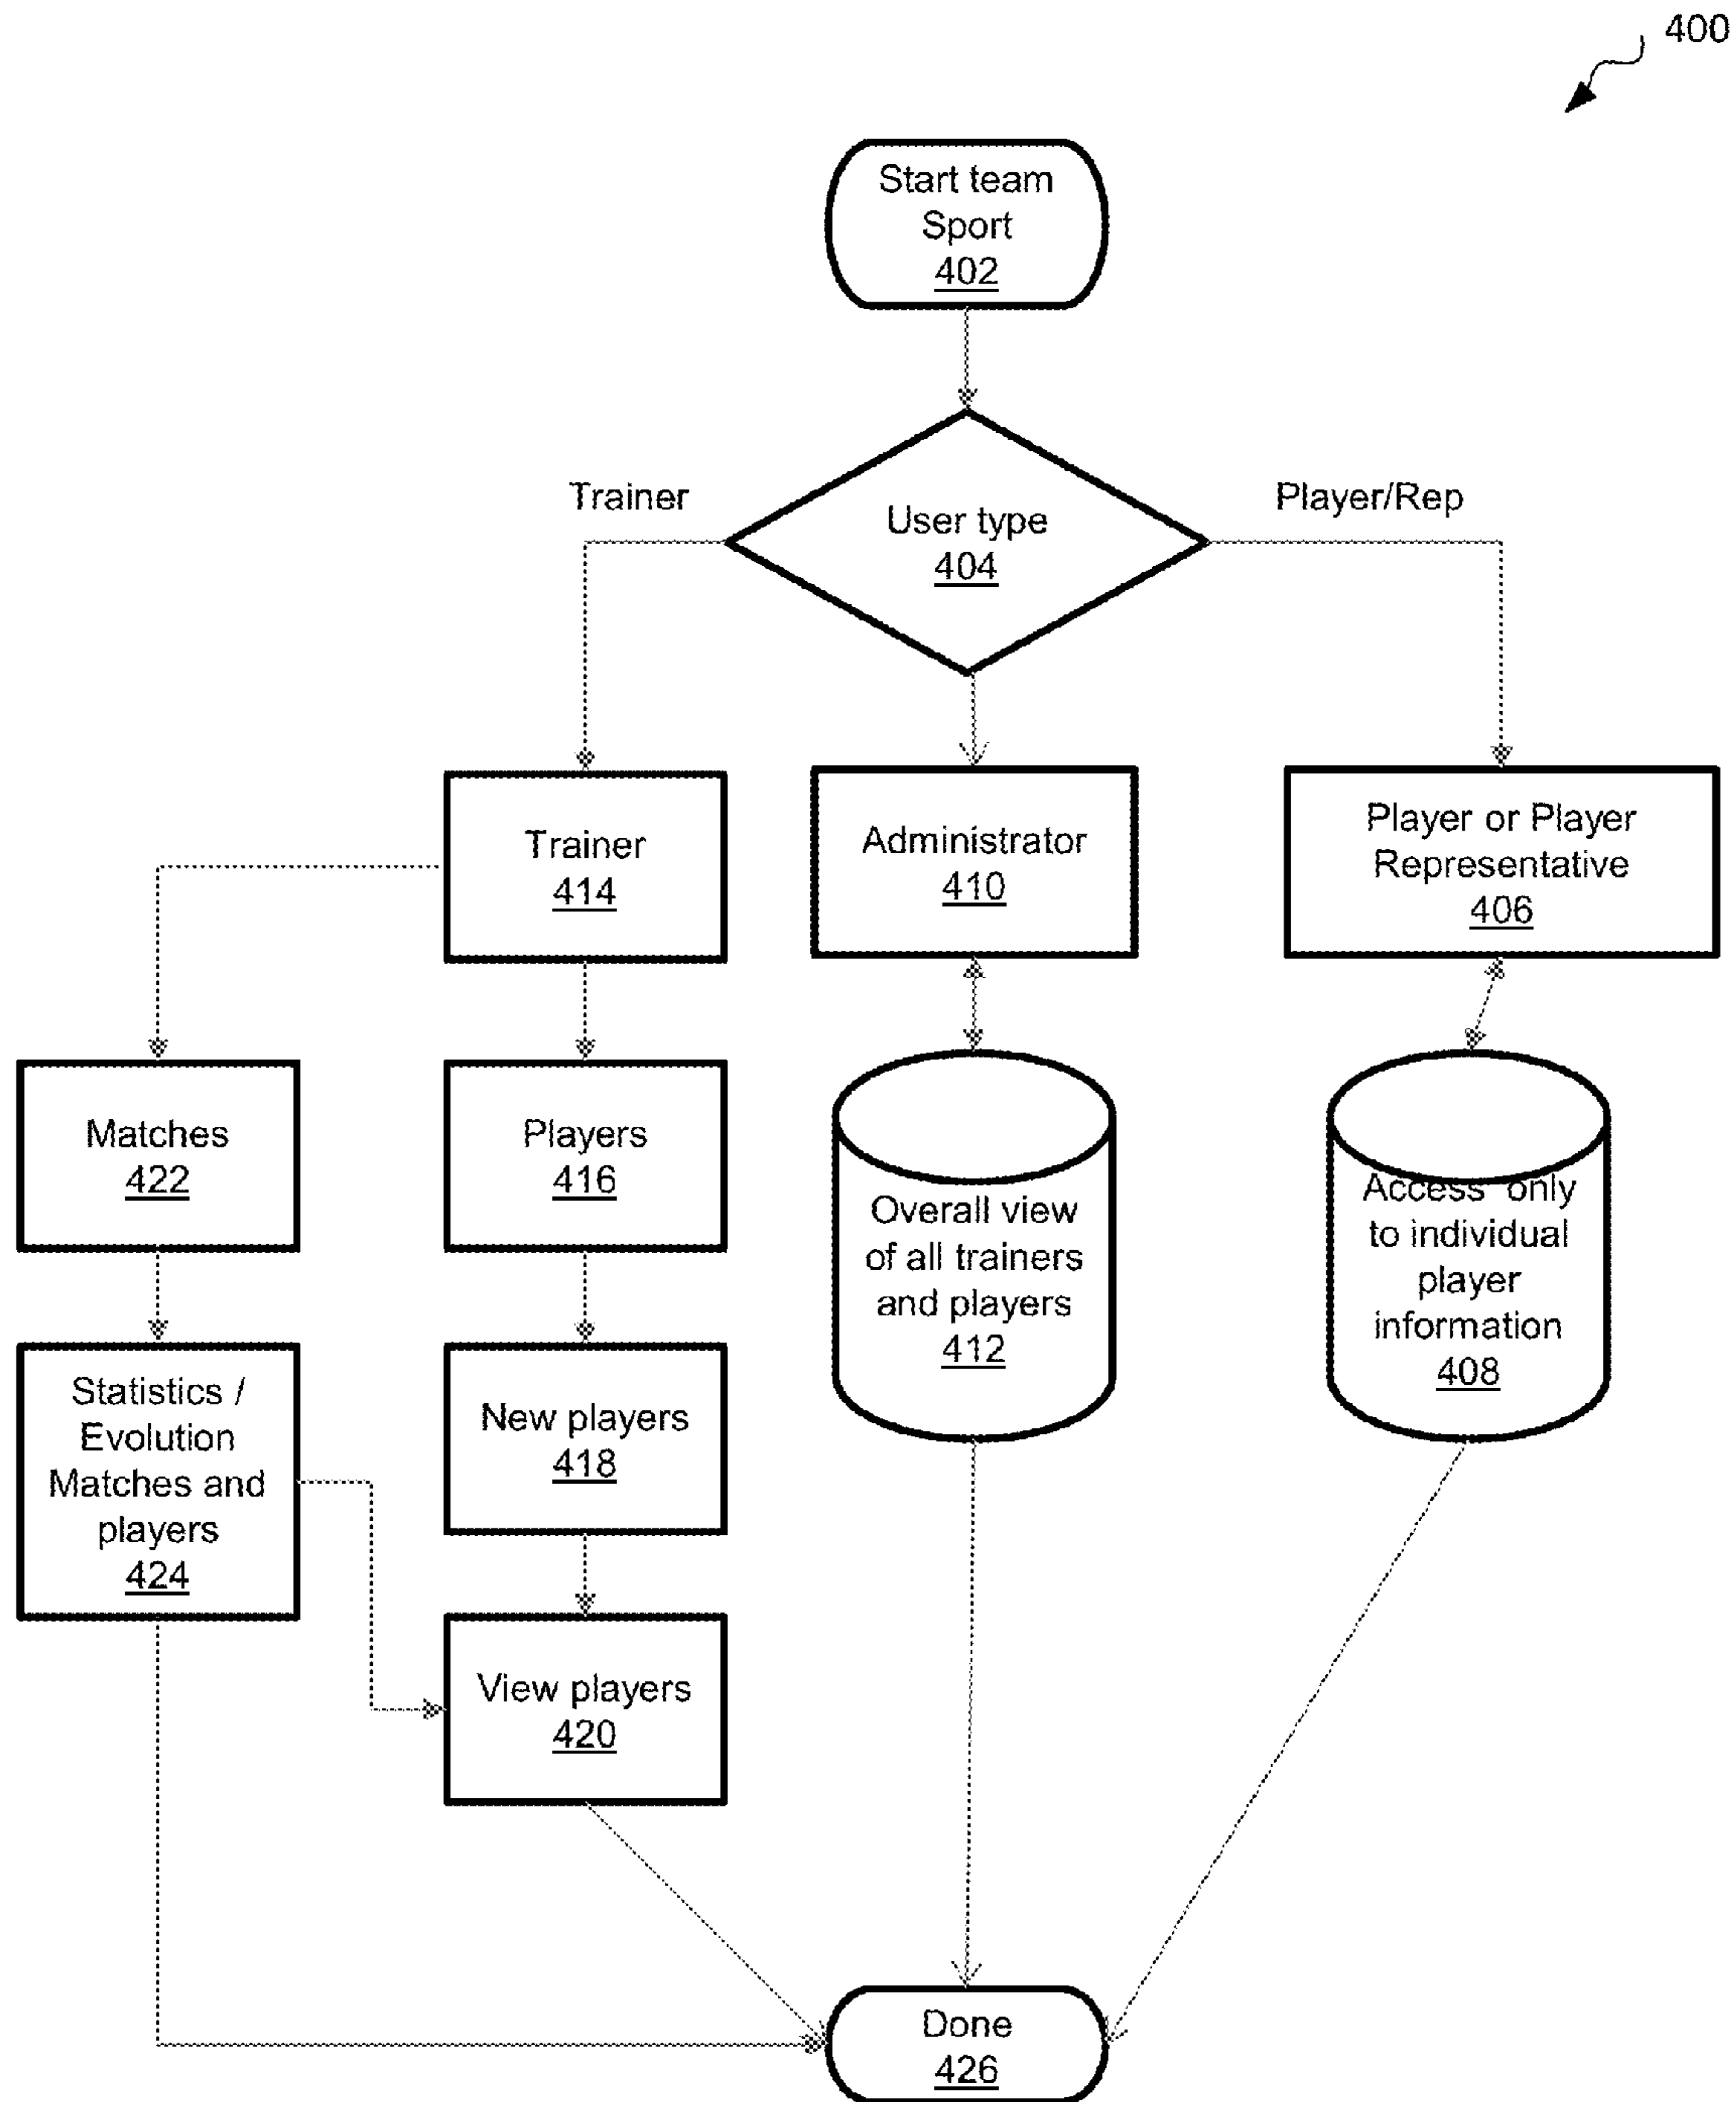 400
Start team
Sport
402
Trainer
User type
404
Player/Rep
Trainer
414
Administrator
410
Player or Player
Representative
406
Matches
422
Players
416
Overall view
of all trainers
and players
412
Access only
to individual
player
information
408
Statistics /
Evolution
Matches and
players
424
New players
418
View players
420
Done
426